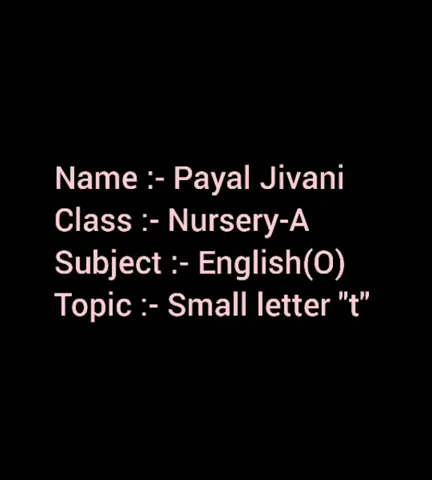 Name :- Payal Jivani
Class :- Nursery-A
Subject :- English(O)
Topic :- Small letter "t"